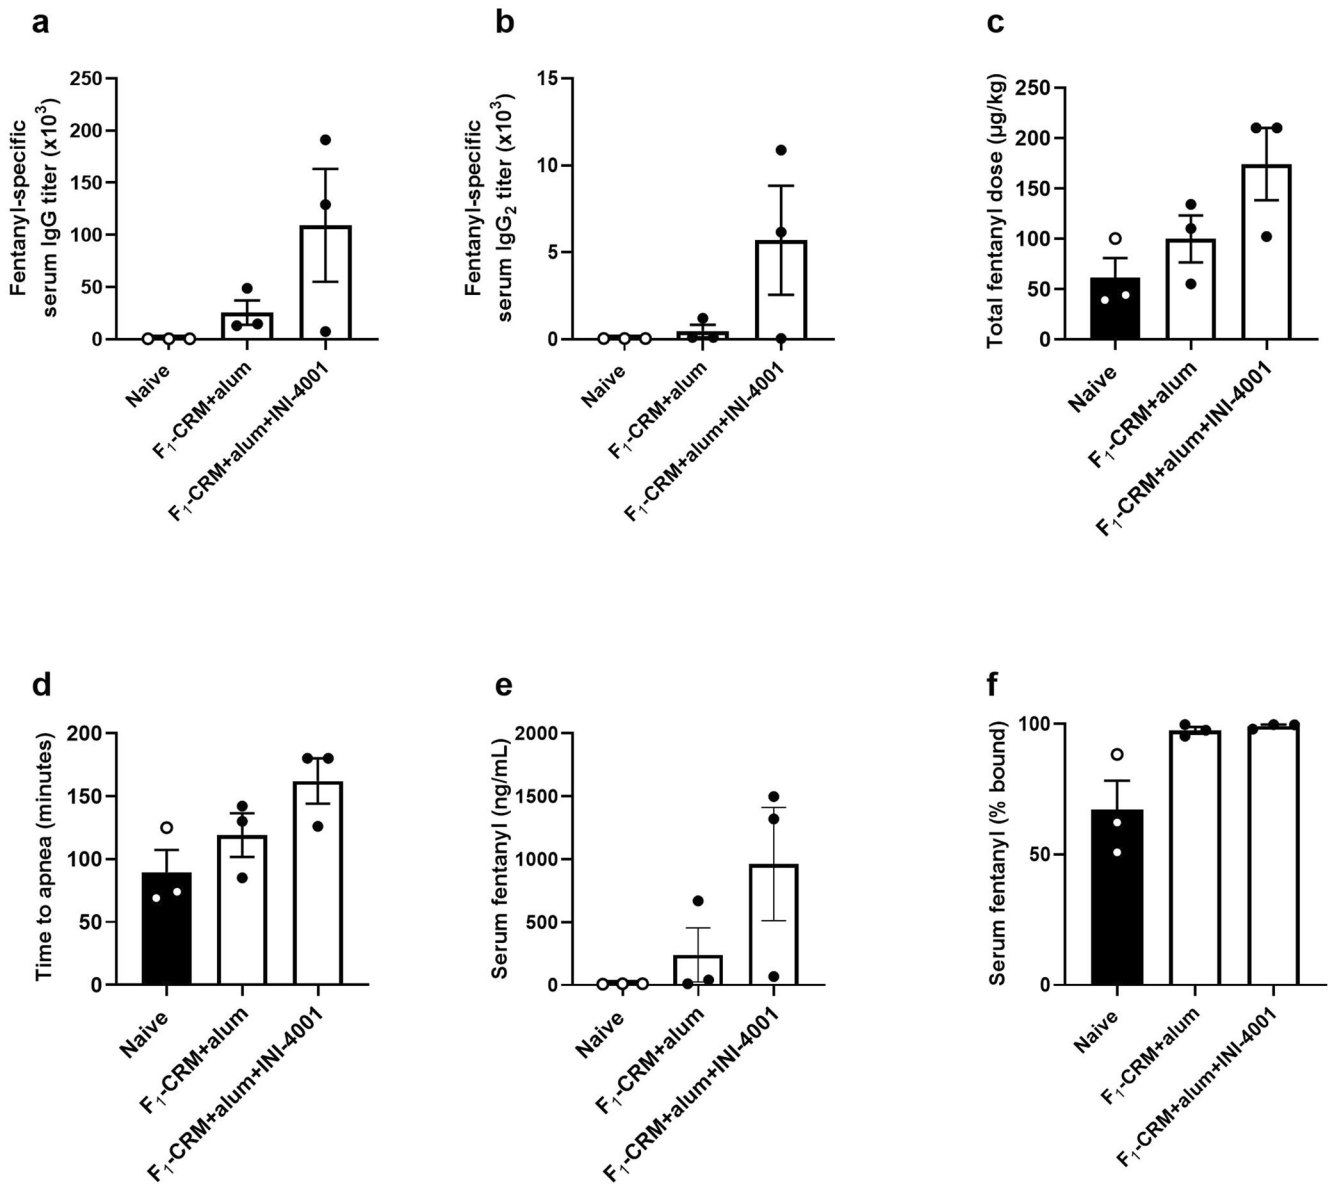 a
Fentanyl-specific
serum IgG titer (x10³)
250
200
150
100
50
0
Naive
F₁-CRM+alum
F₁-CRM+alum+INI-4001
b
Fentanyl-specific
serum IgG₂ titer (x10³)
15
10
5
0
Naive
F₁-CRM+alum
F₁-CRM+alum+INI-4001
c
Total fentanyl dose (µg/kg)
250
200
150
100
50
0
Naive
F₁-CRM+alum
F₁-CRM+alum+INI-4001
d
Time to apnea (minutes)
200
150
100
50
0
Naive
F₁-CRM+alum
F₁-CRM+alum+INI-4001
e
Serum fentanyl (ng/mL)
2000
1500
1000
500
0
Naive
F₁-CRM+alum
F₁-CRM+alum+INI-4001
f
Serum fentanyl (% bound)
100
50
0
Naive
F₁-CRM+alum
F₁-CRM+alum+INI-4001